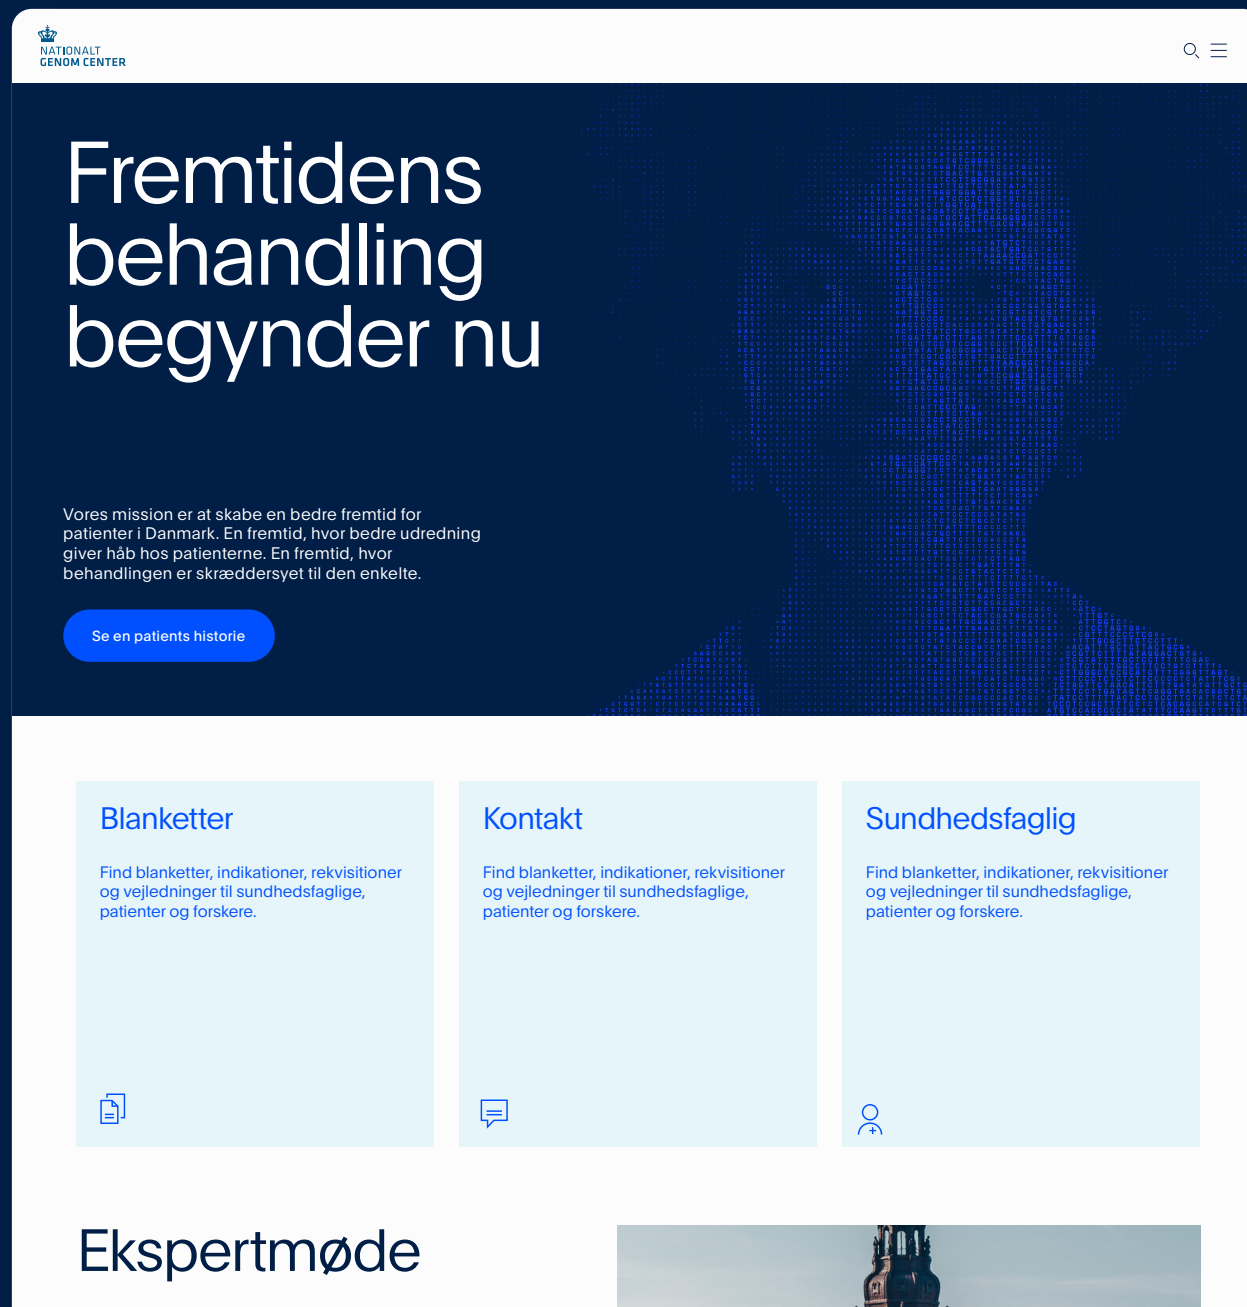 NATIONALT
GENOM CENTER
Fremtidens
behandling
begynder nu
Vores mission er at skabe en bedre fremtid for
patienter i Danmark. En fremtid, hvor bedre udredning
giver håb hos patienterne. En fremtid, hvor
behandlingen er skræddersyet til den enkelte.
Se en patients historie
Blanketter
Find blanketter, indikationer, rekvisitioner
og vejledninger til sundhedsfaglige,
patienter og forskere.
Kontakt
Find blanketter, indikationer, rekvisitioner
og vejledninger til sundhedsfaglige,
patienter og forskere.
Sundhedsfaglig
Find blanketter, indikationer, rekvisitioner
og vejledninger til sundhedsfaglige,
patienter og forskere.
Ekspertmøde